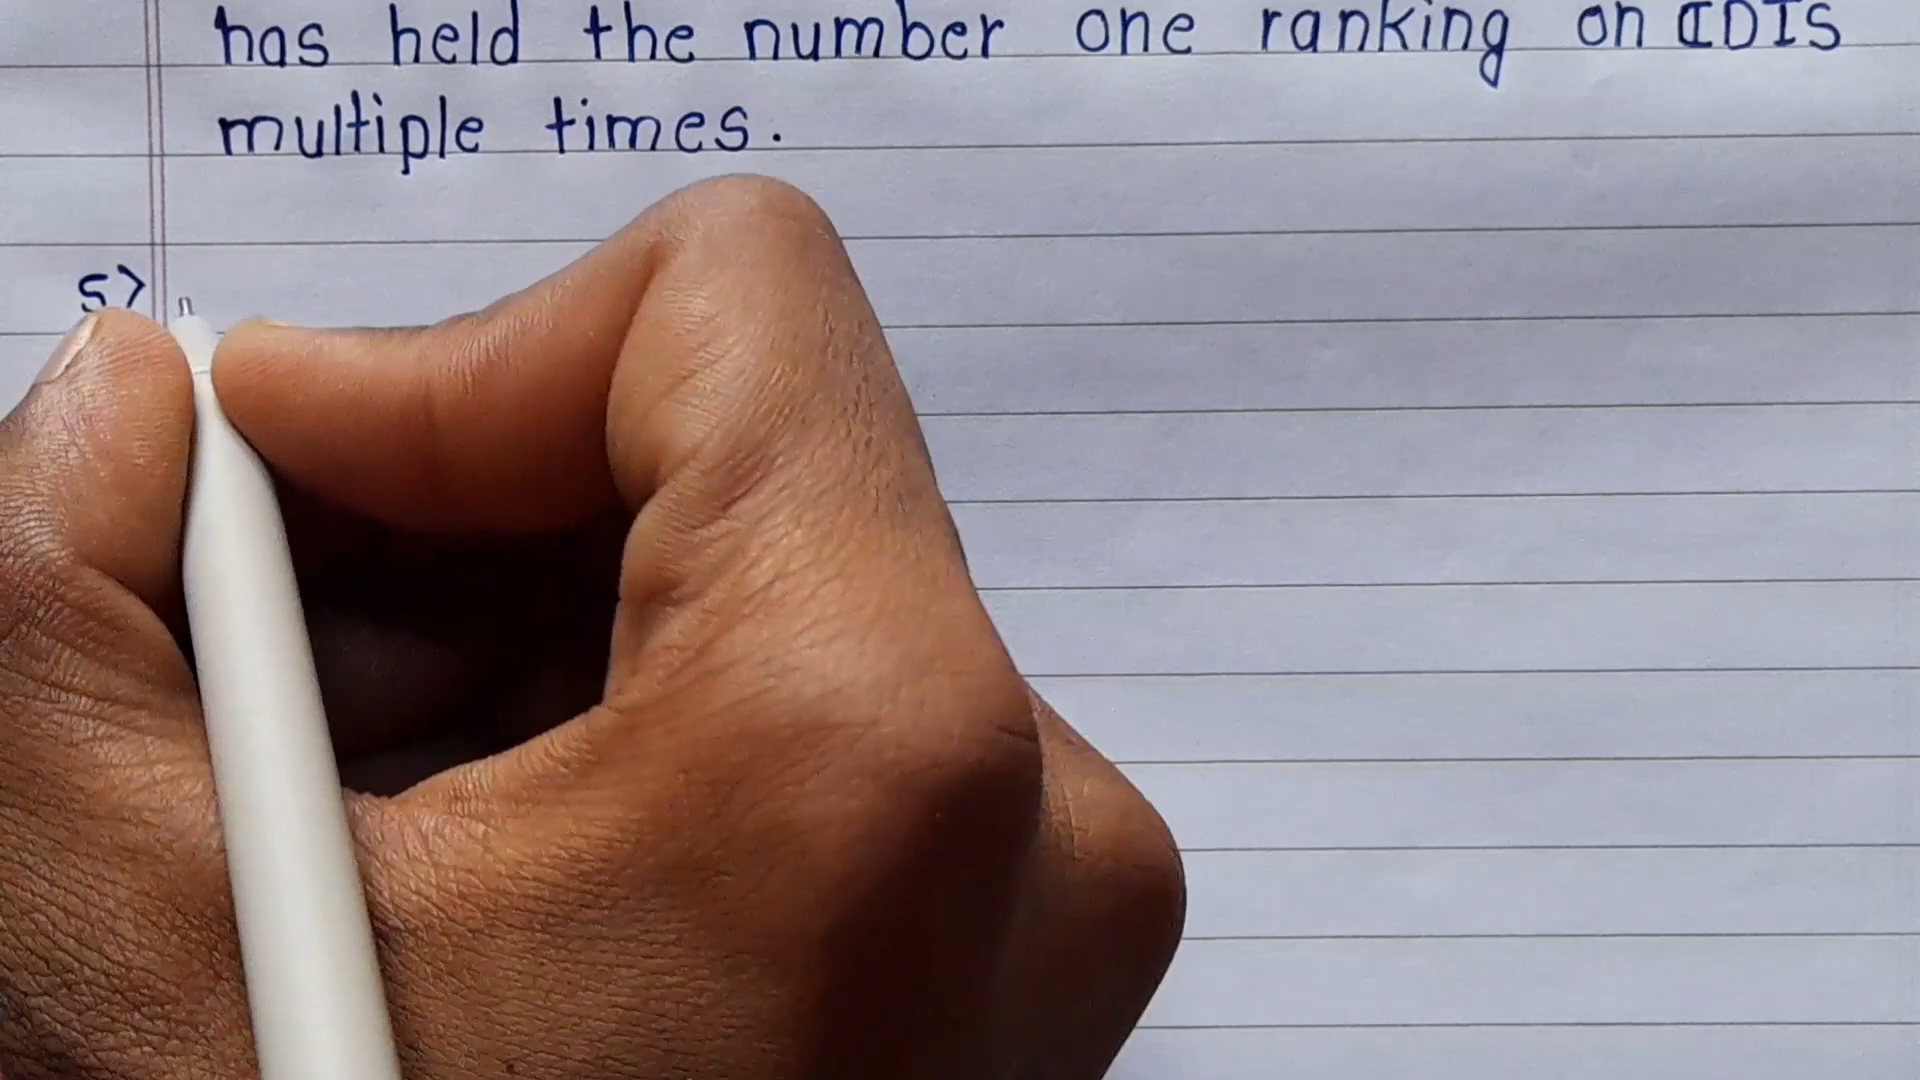 has held the number one ranking on ODIS
multiple times.
5>